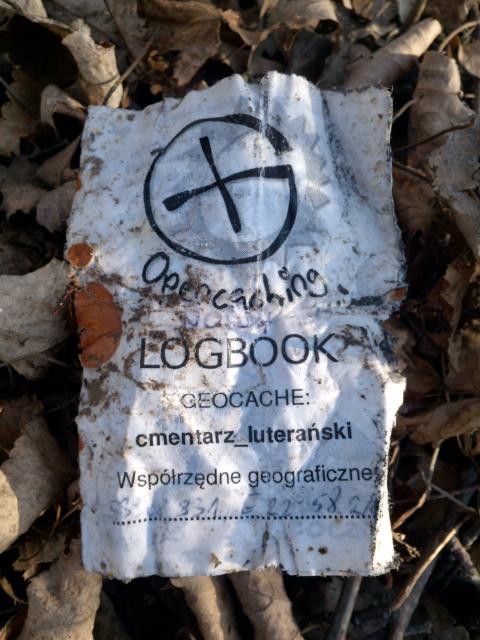 Opencaching
LOGBOOK
GEOCACHE:
cmentarz_luterański
Współrzędne geograficzne